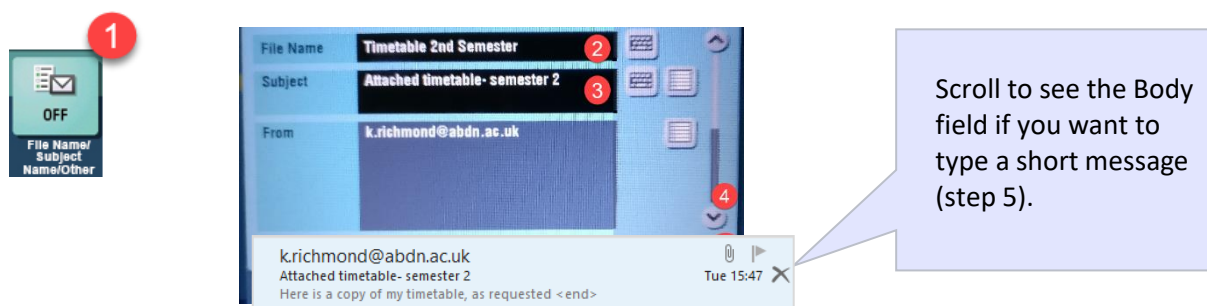 1
OFF
File Name/
Subject
Name/Other
File Name Timetable 2nd Semester 2
Subject Attached timetable- semester 2 3
From k.richmond@abdn.ac.uk
4
k.richmond@abdn.ac.uk
Attached timetable- semester 2 Tue 15:47
Here is a copy of my timetable, as requested <end>
Scroll to see the Body
field if you want to
type a short message
(step 5).